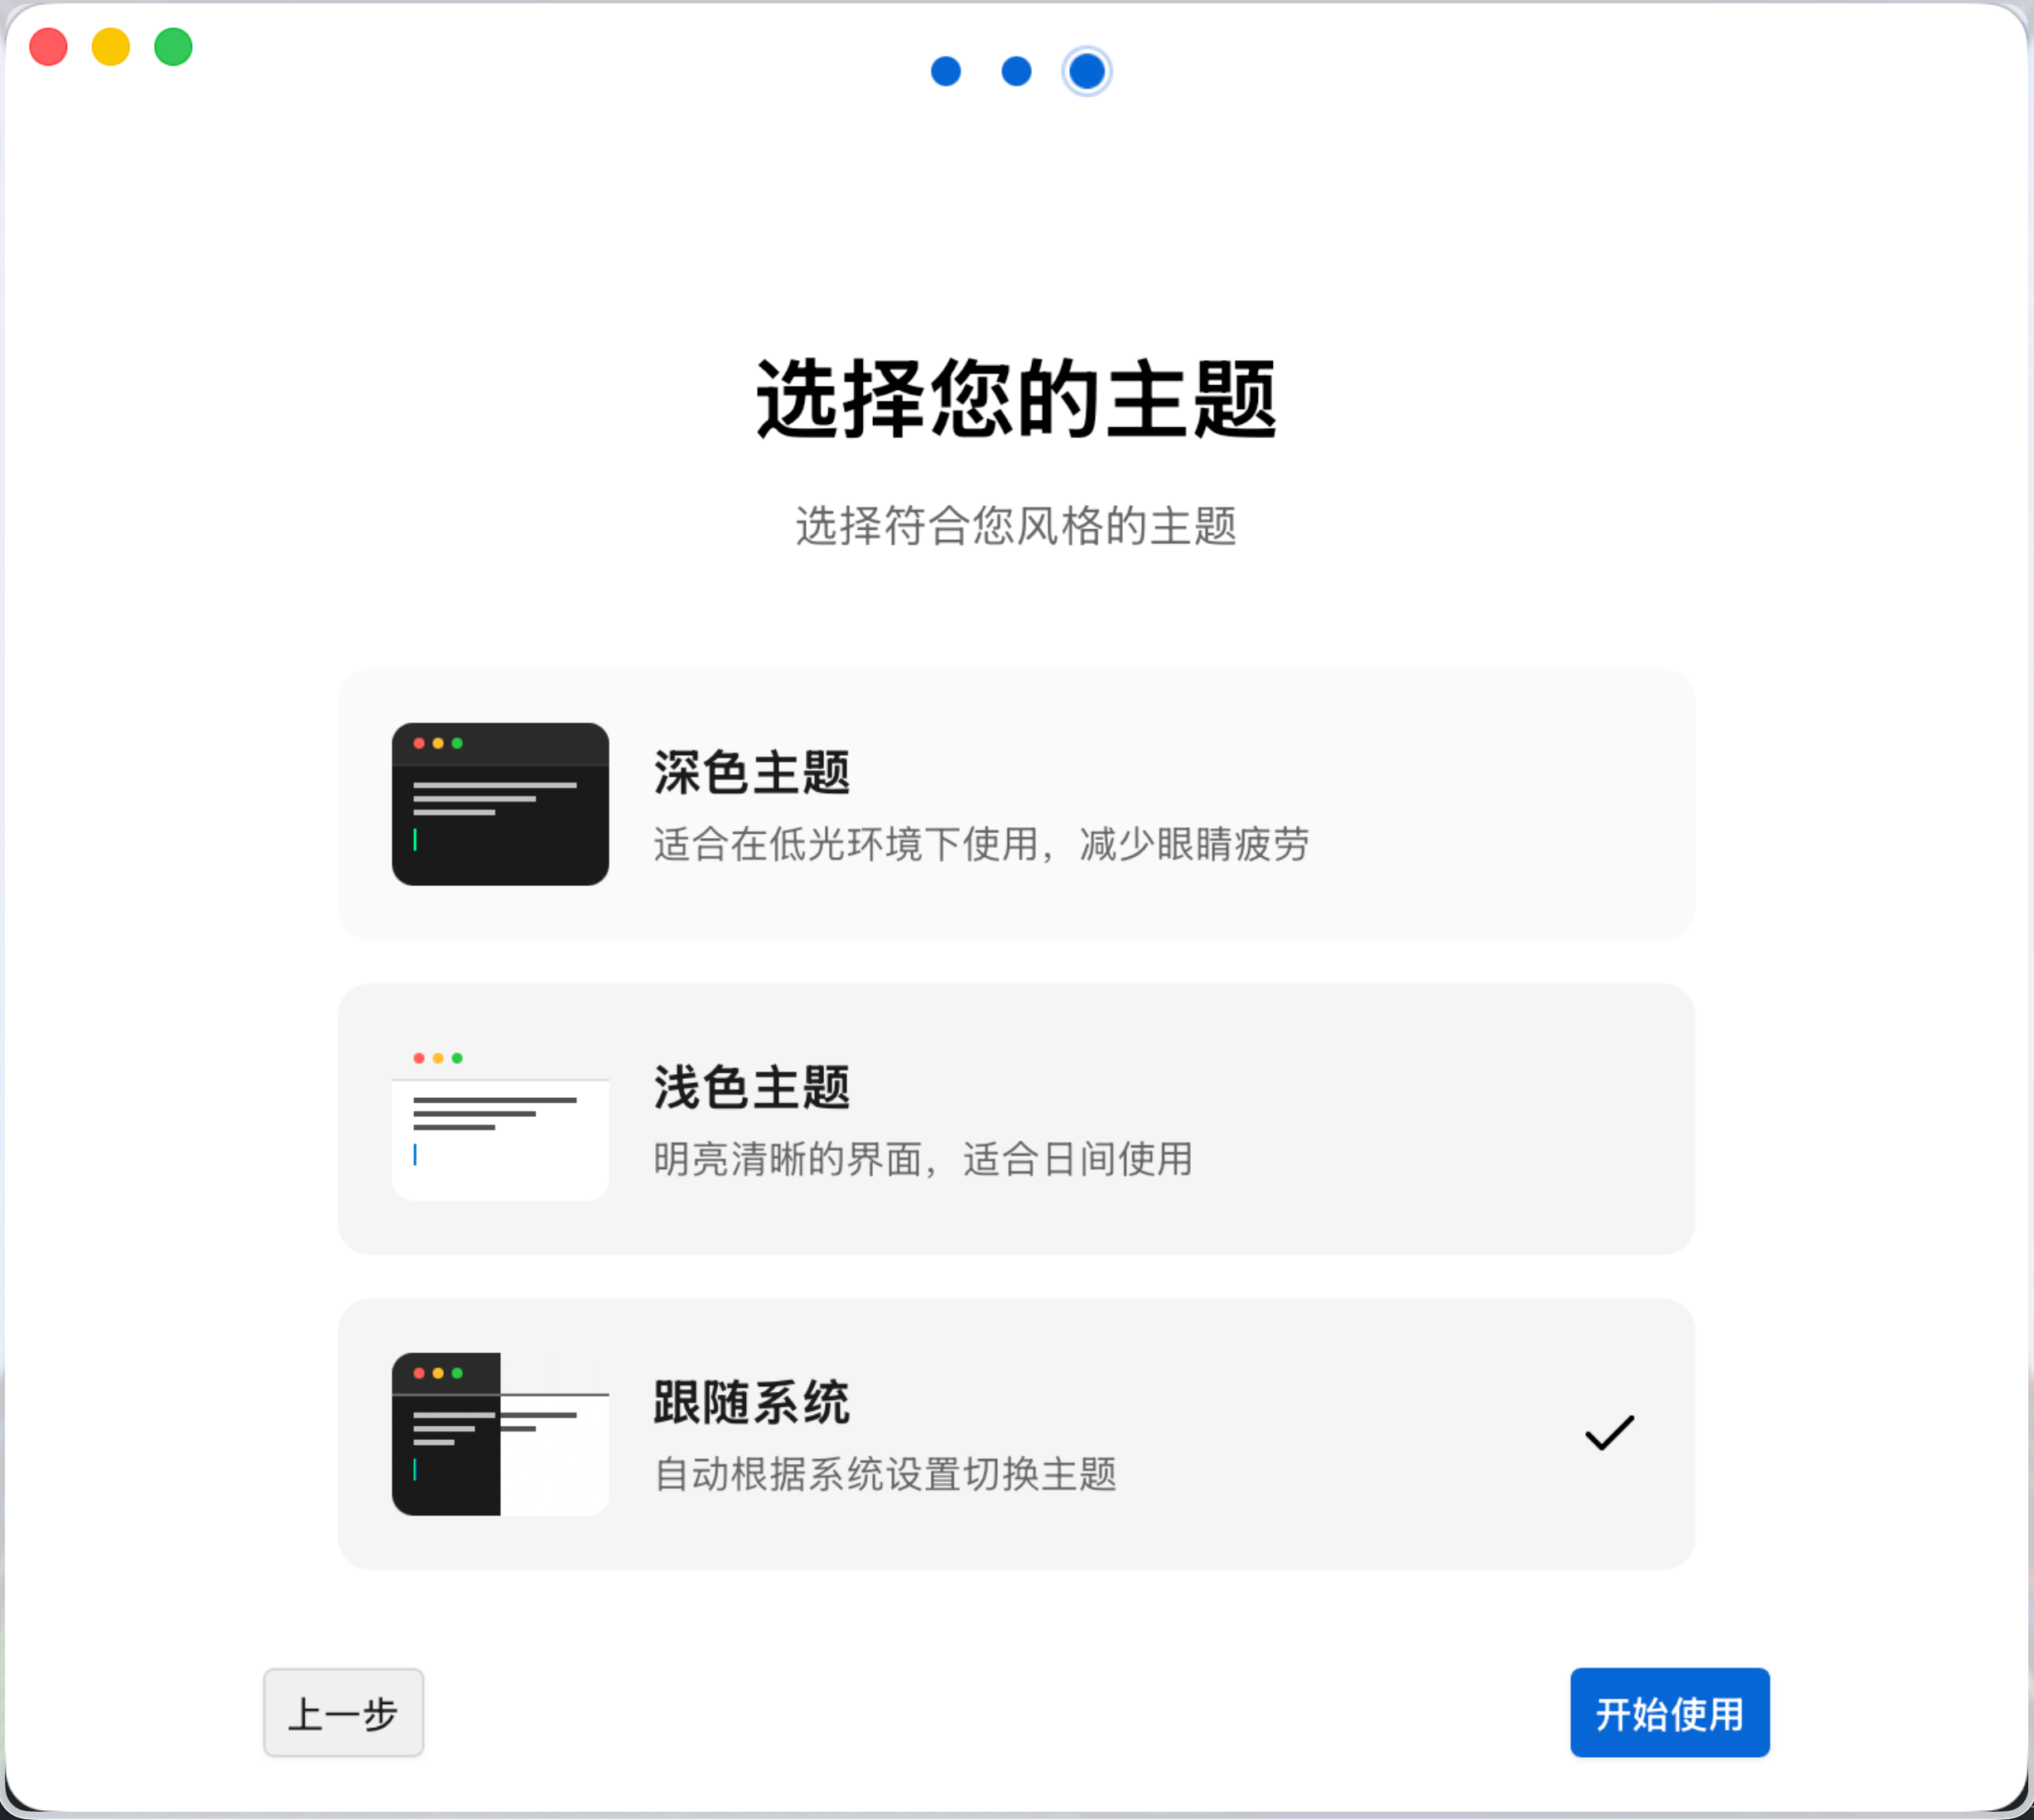 选择您的主题
选择符合您风格的主题
深色主题
适合在低光环境下使用，减少眼睛疲劳
浅色主题
明亮清晰的界面，适合日间使用
跟随系统
自动根据系统设置切换主题
上一步
开始使用